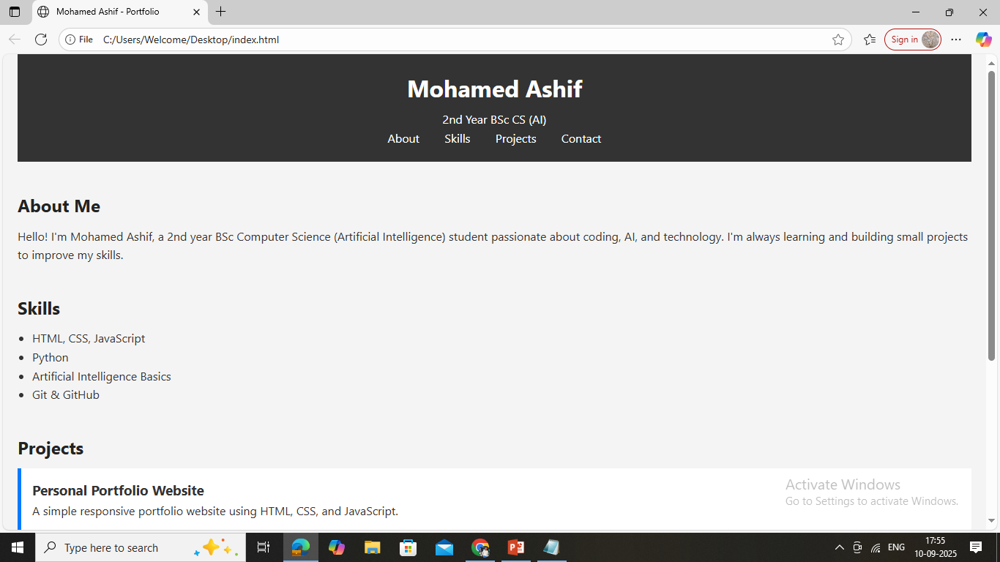 Mohamed Ashif - Portfolio
File C:/Users/Welcome/Desktop/index.html
Sign in
Mohamed Ashif
2nd Year BSc CS (AI)
About Skills Projects Contact
About Me
Hello! I'm Mohamed Ashif, a 2nd year BSc Computer Science (Artificial Intelligence) student passionate about coding, AI, and technology. I'm always learning and building small projects
to improve my skills.
Skills
• HTML, CSS, JavaScript
• Python
• Artificial Intelligence Basics
• Git & GitHub
Projects
Personal Portfolio Website
A simple responsive portfolio website using HTML, CSS, and JavaScript.
Activate Windows
Go to Settings to activate Windows.
Type here to search
ENG
17:55
10-09-2025